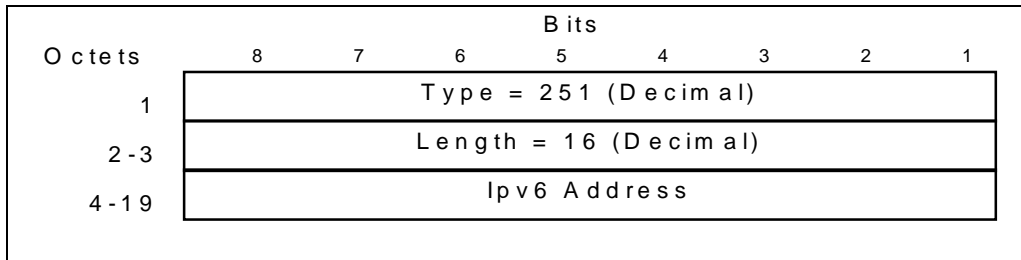 Bits
Octets 8 7 6 5 4 3 2 1
1 Type = 251 (Decimal)
2-3 Length = 16 (Decimal)
4-19 Ipv6 Address